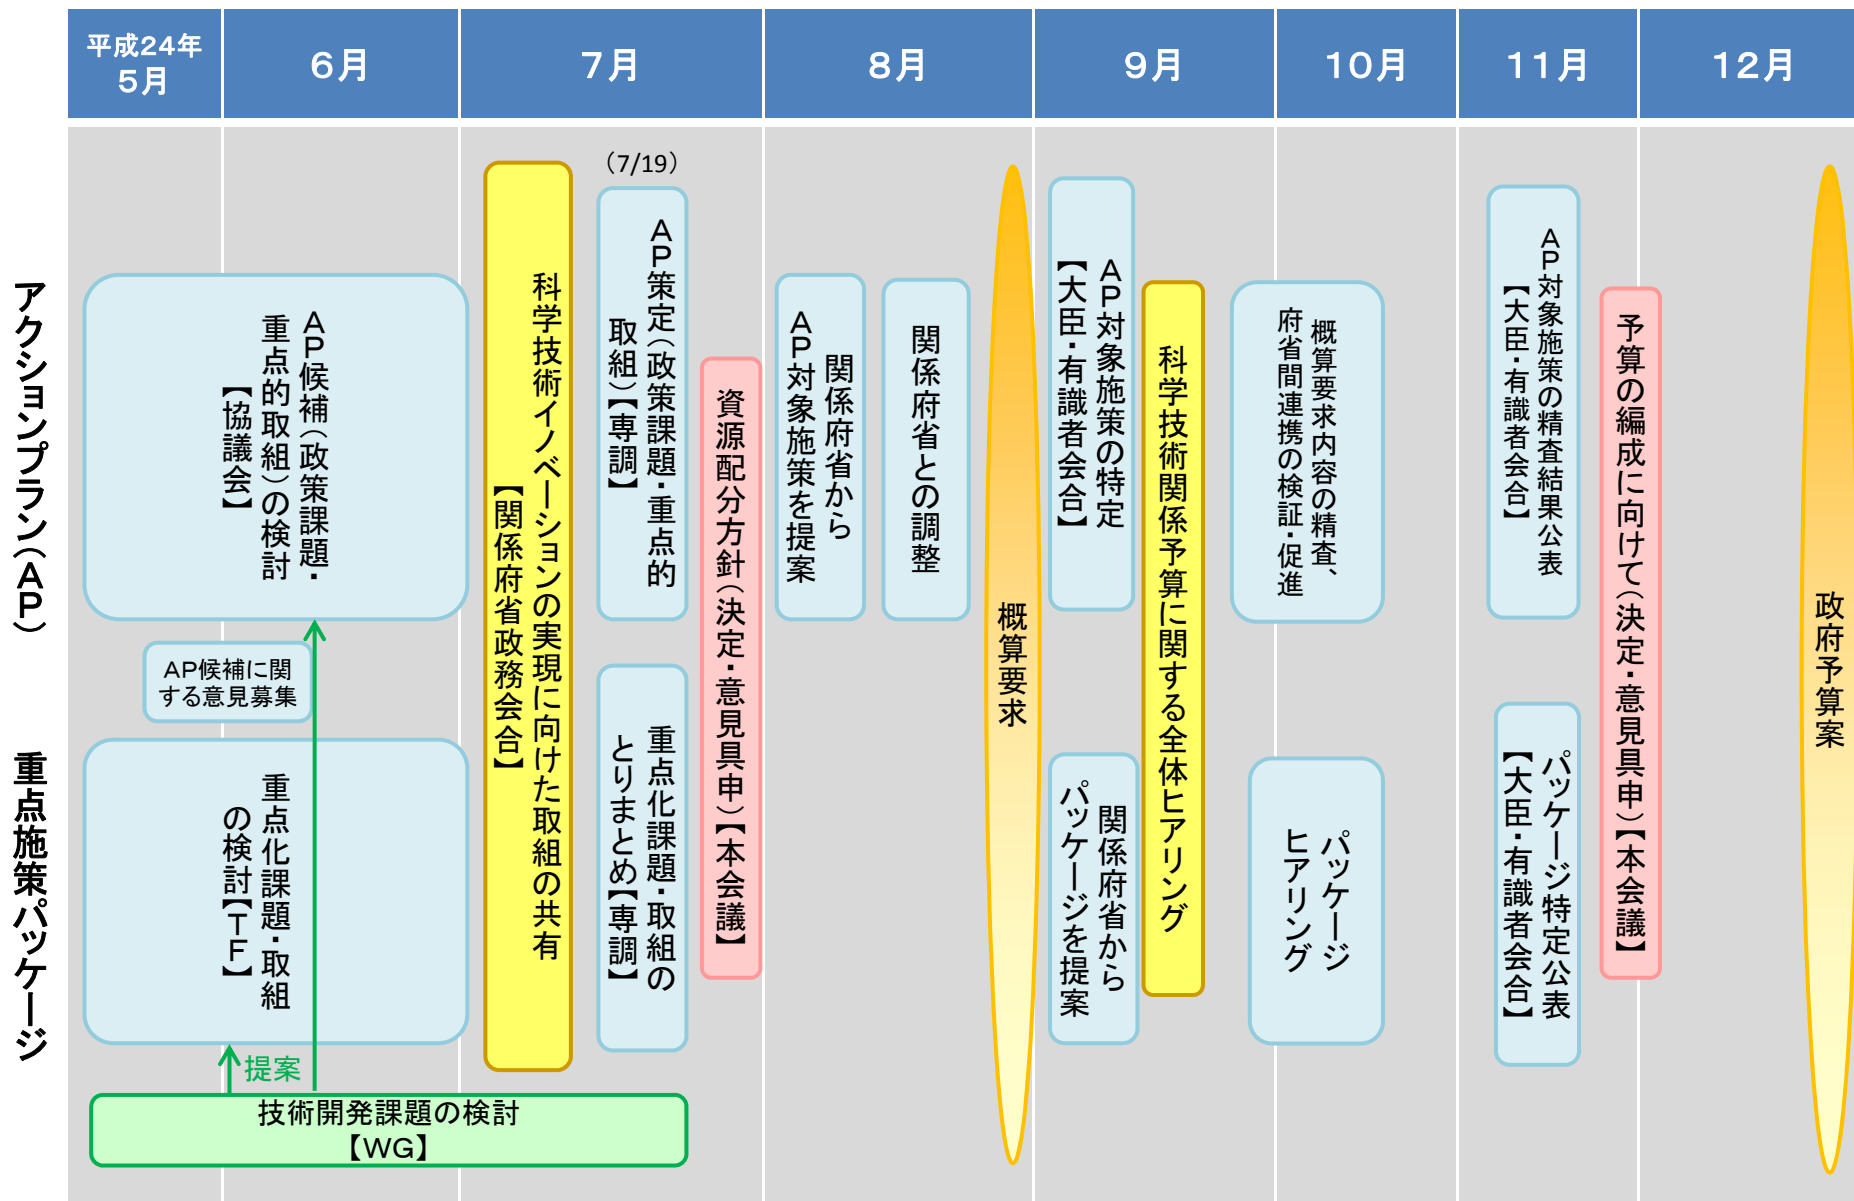 平成24年
5月
6月
7月
8月
9月
10月
11月
12月
アクションプラン（AP）
重点施策パッケージ
AP候補（政策課題・
重点的取組）の検討
【協議会】
AP候補に関
する意見募集
重点化課題・取組
の検討【TF】
提案
技術開発課題の検討
【WG】
科学技術イノベーションの実現に向けた取組の共有
【関係府省政務会合】
（7/19）
AP策定（政策課題・重点的
取組）【専調】
重点化課題・取組の
とりまとめ【専調】
資源配分方針（決定・意見具申）【本会議】
関係府省から
AP対象施策を提案
関係府省との調整
概算要求
AP対象施策の特定
【大臣・有識者会合】
関係府省から
パッケージを提案
科学技術関係予算に関する全体ヒアリング
概算要求内容の精査、
府省間連携の検証・促進
パッケージ
ヒアリング
AP対象施策の精査結果公表
【大臣・有識者会合】
パッケージ特定公表
【大臣・有識者会合】
予算の編成に向けて（決定・意見具申）【本会議】
政府予算案